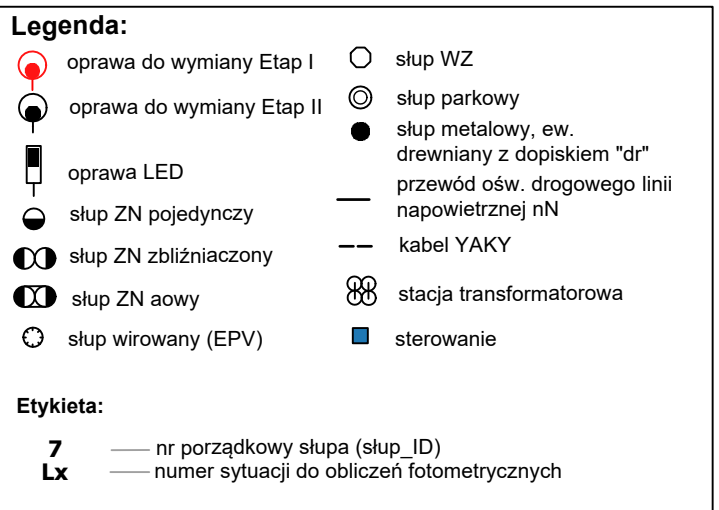 Legenda:
oprawa do wymiany Etap I
oprawa do wymiany Etap II
oprawa LED
słup ZN pojedynczy
słup ZN zbliźniaczony
słup ZN aowy
słup wirowany (EPV)
słup WZ
słup parkowy
słup metalowy, ew.
drewniany z dopiskiem "dr"
przewód ośw. drogowego linii
napowietrznej nN
kabel YAKY
stacja transformatorowa
sterowanie
Etykieta:
7 nr porządkowy słupa (słup_ID)
Lx numer sytuacji do obliczeń fotometrycznych